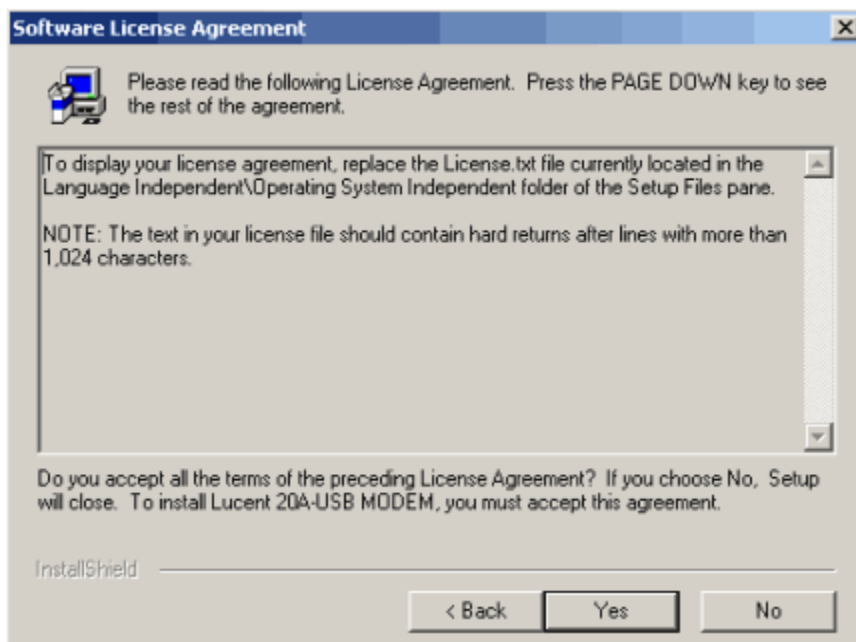 Software License Agreement
Please read the following License Agreement. Press the PAGE DOWN key to see
the rest of the agreement.
To display your license agreement, replace the License.txt file currently located in the
Language Independent\Operating System Independent folder of the Setup Files pane.
NOTE: The text in your license file should contain hard returns after lines with more than
1,024 characters.
Do you accept all the terms of the preceding License Agreement? If you choose No, Setup
will close. To install Lucent 20A-USB MODEM, you must accept this agreement.
InstallShield
< Back
Yes
No